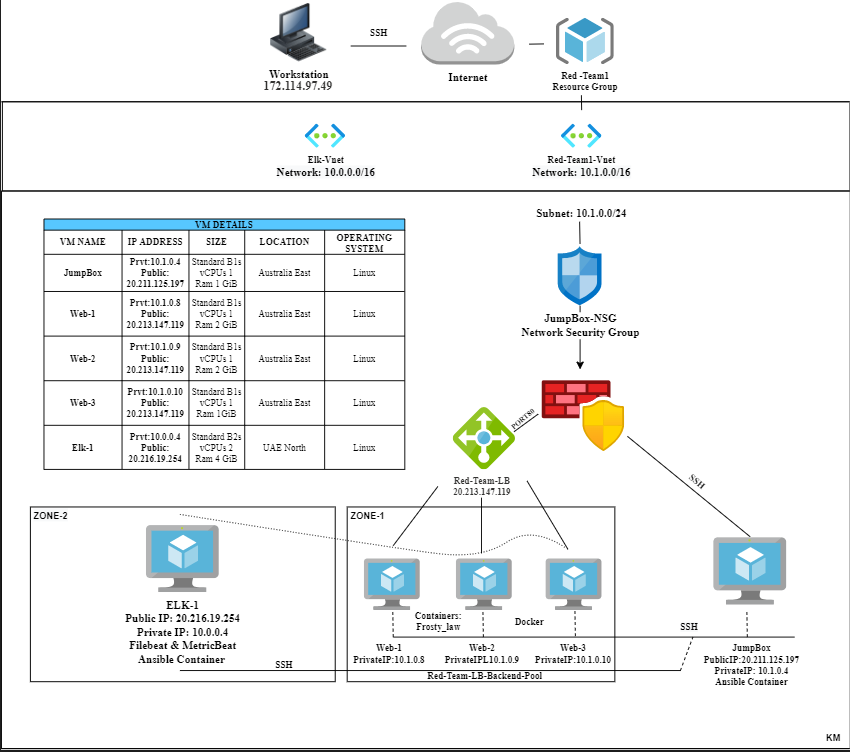 SSH
Workstation
172.114.97.49
Internet
Red -Team1
Resource Group
Elk-Vnet
Network: 10.0.0.0/16
Red-Team1-Vnet
Network: 10.1.0.0/16
Subnet: 10.1.0.0/24
VM DETAILS
VM NAME IP ADDRESS SIZE LOCATION OPERATING SYSTEM
JumpBox
Prvt:10.1.0.4
Public:
20.211.125.197
Standard B1s
vCPUs 1
Ram 1 GiB
Australia East
Linux
Web-1
Prvt:10.1.0.8
Public:
20.213.147.119
Standard B1s
vCPUs 1
Ram 2 GiB
Australia East
Linux
Web-2
Prvt:10.1.0.9
Public:
20.213.147.119
Standard B1s
vCPUs 1
Ram 2 GiB
Australia East
Linux
Web-3
Prvt:10.1.0.10
Public:
20.213.147.119
Standard B1s
vCPUs 1
Ram 1GiB
Australia East
Linux
Elk-1
Prvt:10.0.0.4
Public:
20.216.19.254
Standard B2s
vCPUs 2
Ram 4 GiB
UAE North
Linux
JumpBox-NSG
Network Security Group
PORT80
SSH
Red-Team-LB
20.213.147.119
ZONE-2
ELK-1
Public IP: 20.216.19.254
Private IP: 10.0.0.4
Filebeat & MetricBeat
Ansible Container
SSH
ZONE-1
Containers:
Frosty_law
Docker
Web-1
PrivateIP:10.1.0.8
Web-2
PrivateIPL10.1.0.9
Web-3
PrivateIP:10.1.0.10
Red-Team-LB-Backend-Pool
SSH
JumpBox
PublicIP:20.211.125.197
PrivateIP: 10.1.0.4
Ansible Container
KM